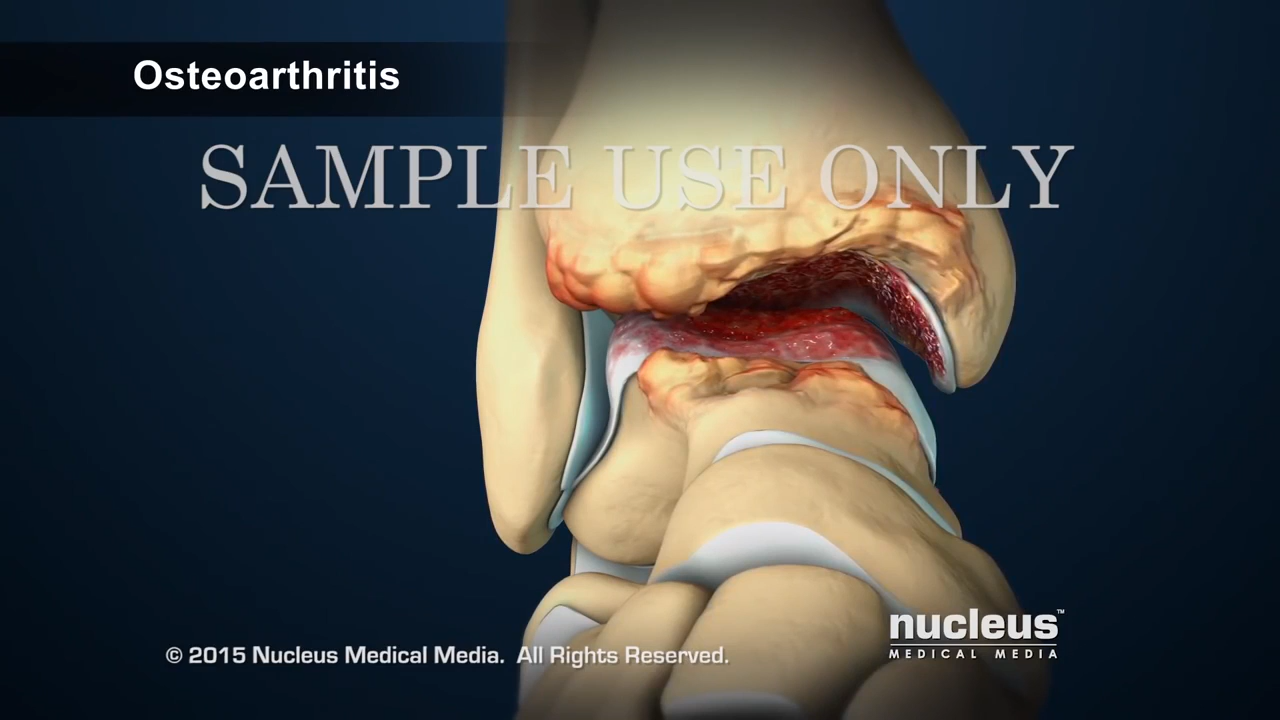 Osteoarthritis
SAMPLE USE ONLY
nucleus™
MEDICAL MEDIA
© 2015 Nucleus Medical Media. All Rights Reserved.